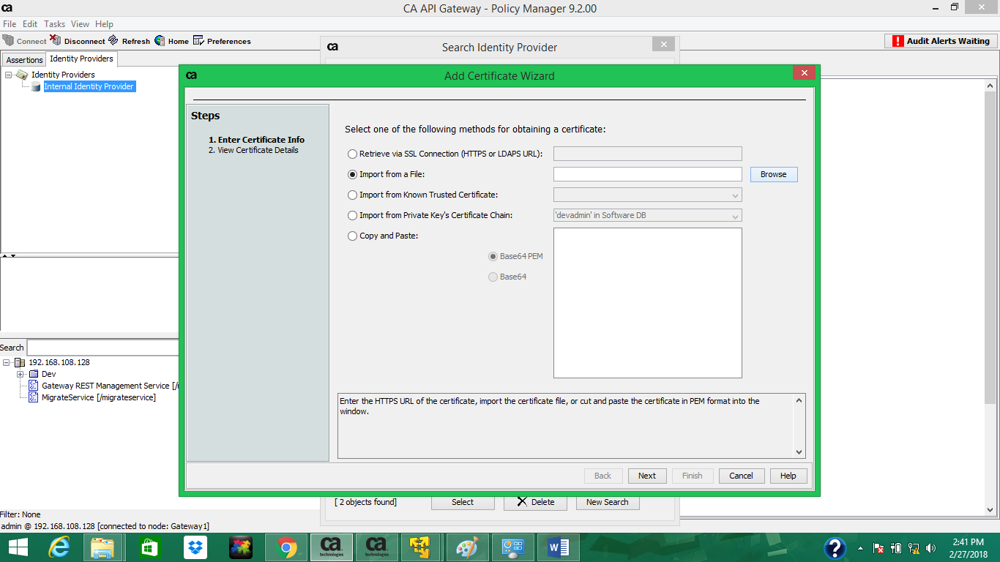 ca
CA API Gateway - Policy Manager 9.2.00
File Edit Tasks View Help
Connect Disconnect Refresh Home Preferences
Audit Alerts Waiting
ca
Search Identity Provider
Assertions Identity Providers
Identity Providers
Internal Identity Provider
ca
Add Certificate Wizard
Steps
1. Enter Certificate Info
2. View Certificate Details
Select one of the following methods for obtaining a certificate:
Retrieve via SSL Connection (HTTPS or LDAPS URL):
Import from a File:
Browse
Import from Known Trusted Certificate:
Import from Private Key's Certificate Chain:
'devadmin' in Software DB
Copy and Paste:
Base64 PEM
Base64
Enter the HTTPS URL of the certificate, import the certificate file, or cut and paste the certificate in PEM format into the
window.
Back Next Finish Cancel Help
Search
192.168.108.128
Dev
Gateway REST Management Service [/
MigrateService [/migrateservice]
[ 2 objects found]
Select Delete New Search
Filter: None
admin @ 192.168.108.128 [connected to node: Gateway1]
ca technologies
ca technologies
2:41 PM
2/27/2018